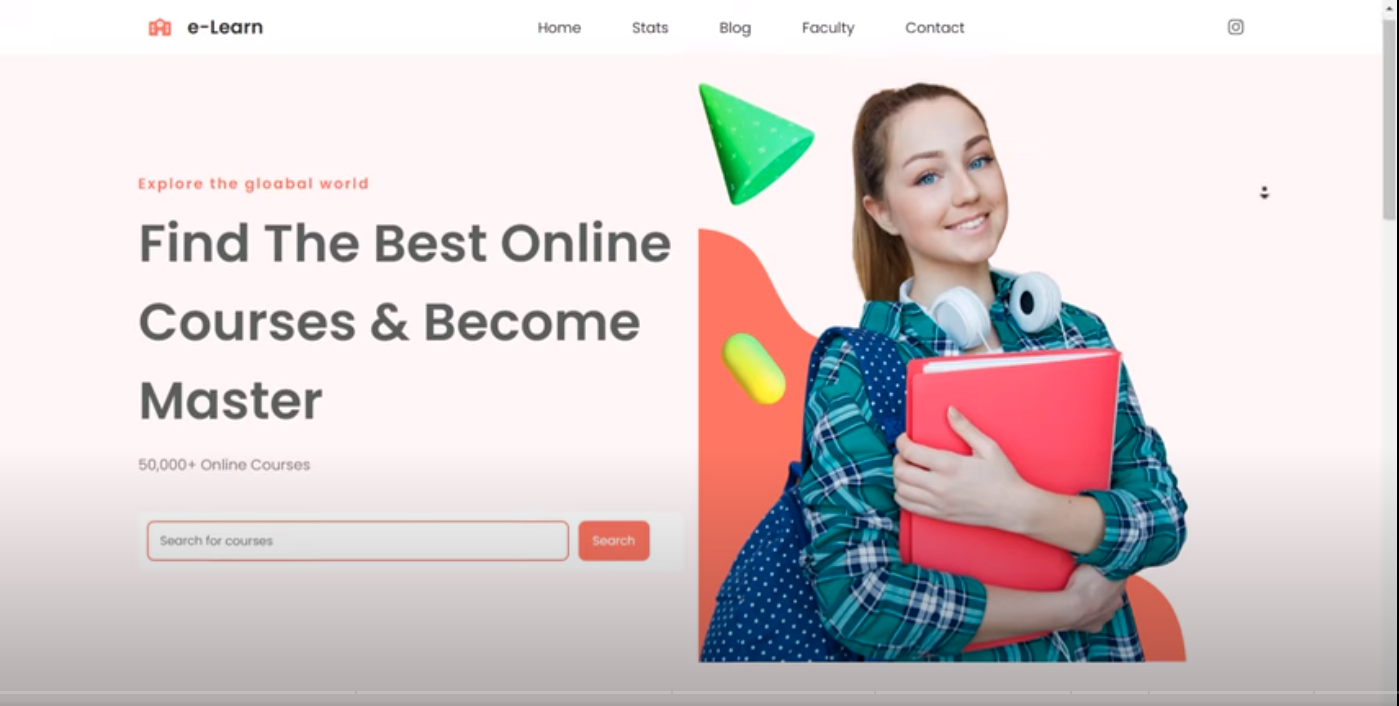 e-Learn
Home Stats Blog Faculty Contact
Explore the gloabal world
Find The Best Online
Courses & Become
Master
50,000+ Online Courses
Search for courses
Search